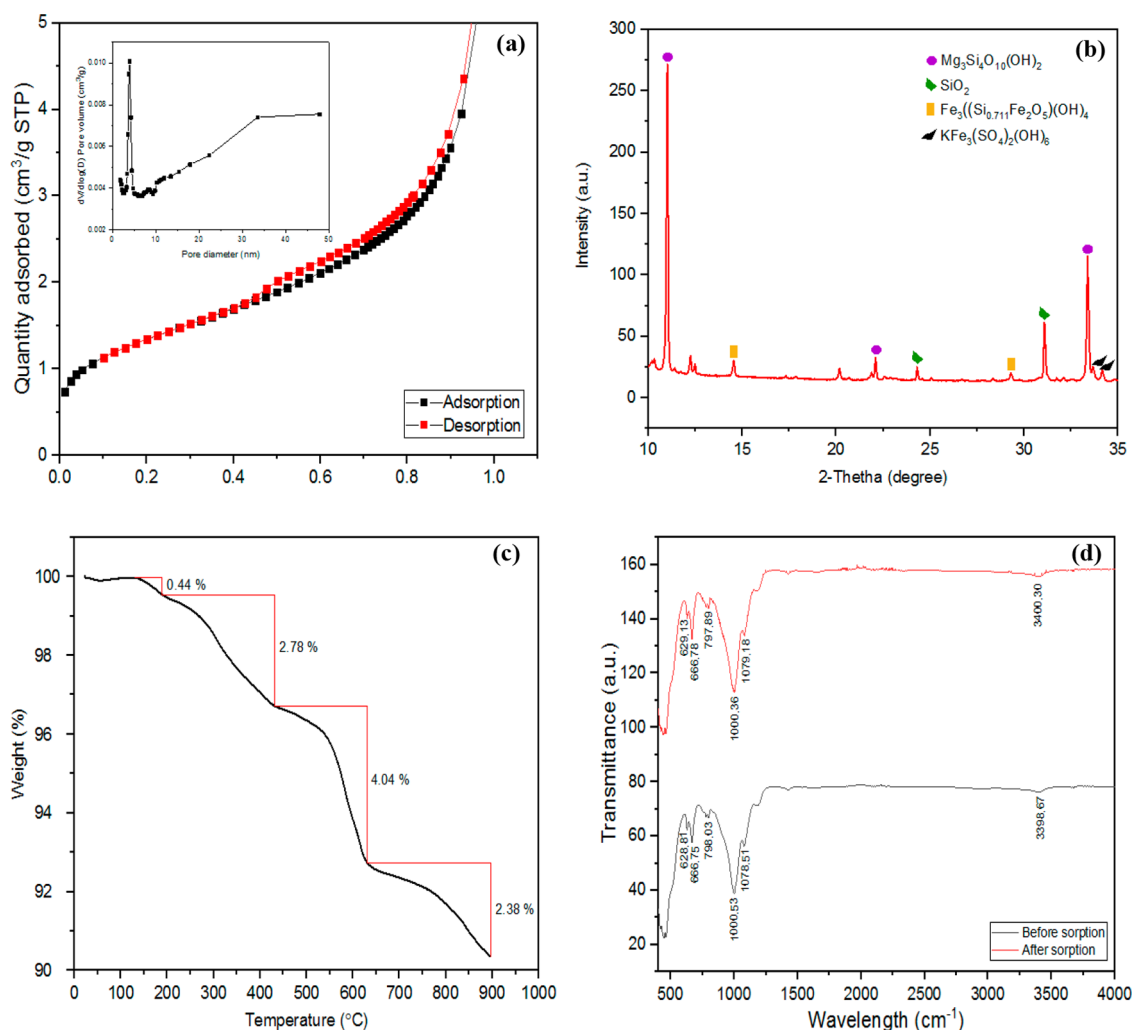 (a)
Quantity adsorbed (cm³/g STP)
5
4
3
2
1
0
0.0 0.2 0.4 0.6 0.8 1.0
dV/dlog(D) Pore volume (cm³/g)
0.010
0.008
0.006
0.004
0.002
0 10 20 30 40 50
Pore diameter (nm)
Adsorption
Desorption
(b)
Intensity (a.u.)
300
250
200
150
100
50
0
10 15 20 25 30 35
2-Thetha (degree)
Mg₃Si₄O₁₀(OH)₂
SiO₂
Fe₃((Si₀.₇₁₁Fe₂O₅)(OH)₄
KFe₃(SO₄)₂(OH)₆
(c)
Weight (%)
100
98
96
94
92
90
0 100 200 300 400 500 600 700 800 900 1000
Temperature (°C)
0.44 %
2.78 %
4.04 %
2.38 %
(d)
Transmittance (a.u.)
160
140
120
100
80
60
40
20
500 1000 1500 2000 2500 3000 3500 4000
Wavelength (cm⁻¹)
629,13
666,78
797,89
1000,36
1079,18
3400,30
628,81
666,75
798,03
1000,53
1078,51
3398,67
Before sorption
After sorption